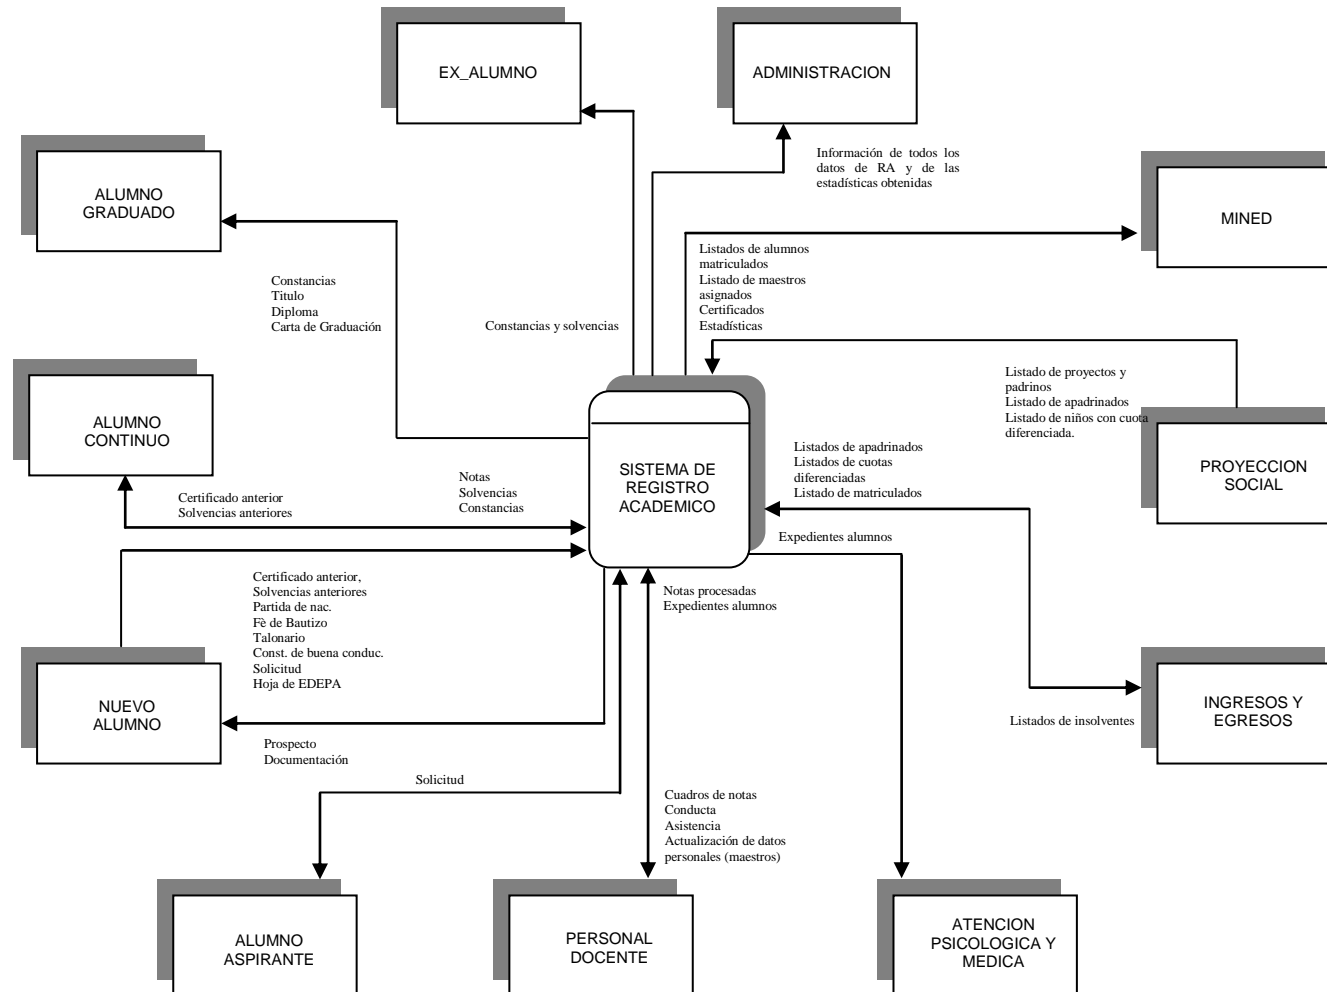 EX_ALUMNO
ADMINISTRACION
Información de todos los
datos de RA y de las
estadísticas obtenidas
ALUMNO
GRADUADO
MINED
Constancias
Titulo
Diploma
Carta de Graduación
Constancias y solvencias
Listados de alumnos
matriculados
Listado de maestros
asignados
Certificados
Estadísticas
Listado de proyectos y
padrinos
Listado de apadrinados
Listado de niños con cuota
diferenciada.
ALUMNO
CONTINUO
Certificado anterior
Solvencias anteriores
Notas
Solvencias
Constancias
SISTEMA DE
REGISTRO
ACADEMICO
Listados de apadrinados
Listados de cuotas
diferenciadas
Listado de matriculados
PROYECCION
SOCIAL
Expedientes alumnos
Certificado anterior,
Solvencias anteriores
Partida de nac.
Fè de Bautizo
Talonario
Const. de buena conduc.
Solicitud
Hoja de EDEPA
Notas procesadas
Expedientes alumnos
NUEVO
ALUMNO
INGRESOS Y
EGRESOS
Listados de insolventes
Prospecto
Documentación
Solicitud
Cuadros de notas
Conducta
Asistencia
Actualización de datos
personales (maestros)
ALUMNO
ASPIRANTE
PERSONAL
DOCENTE
ATENCION
PSICOLOGICA Y
MEDICA